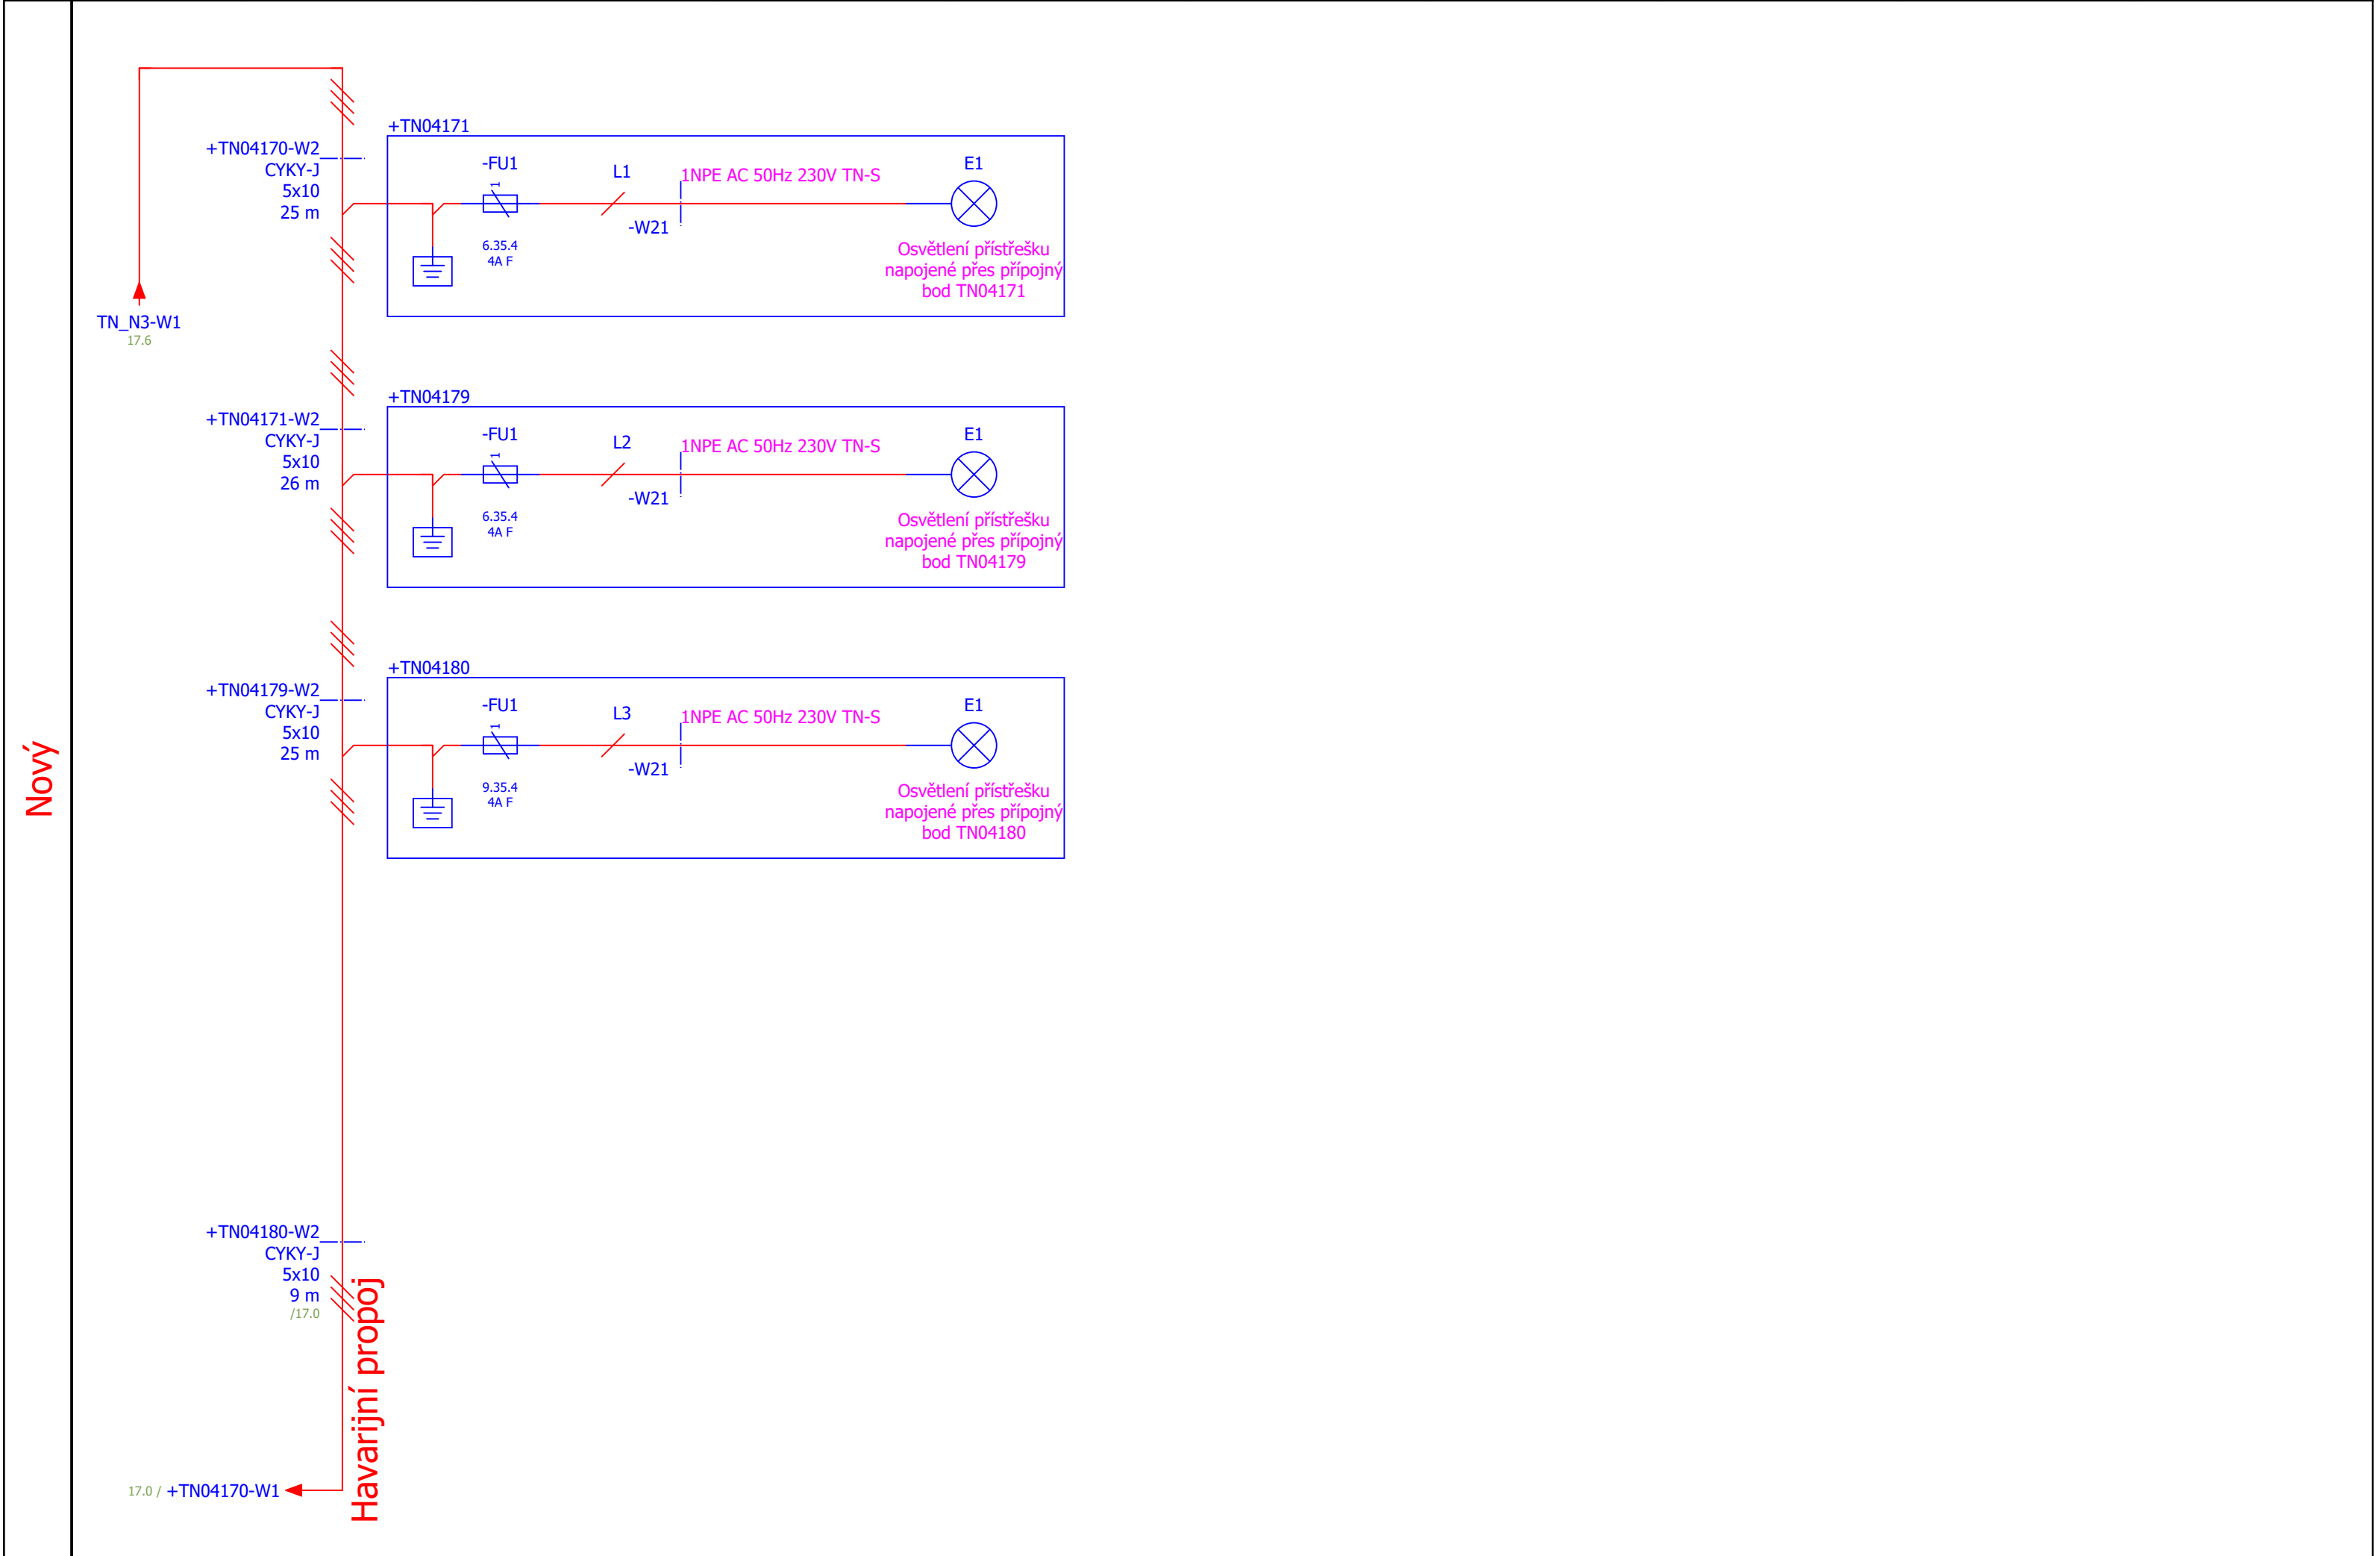 Nový
TN_N3-W1
17.6
+TN04170-W2
CYKY-J
5x10
25 m
+TN04171
-FU1
1
6.35.4
4A F
L1
1NPE AC 50Hz 230V TN-S
-W21
E1
Osvětlení přístřešku
napojené přes přípojný
bod TN04171
+TN04171-W2
CYKY-J
5x10
26 m
+TN04179
-FU1
1
6.35.4
4A F
L2
1NPE AC 50Hz 230V TN-S
-W21
E1
Osvětlení přístřešku
napojené přes přípojný
bod TN04179
+TN04179-W2
CYKY-J
5x10
25 m
+TN04180
-FU1
1
9.35.4
4A F
L3
1NPE AC 50Hz 230V TN-S
-W21
E1
Osvětlení přístřešku
napojené přes přípojný
bod TN04180
+TN04180-W2
CYKY-J
5x10
9 m
/17.0
Havarijní propoj
17.0 / +TN04170-W1